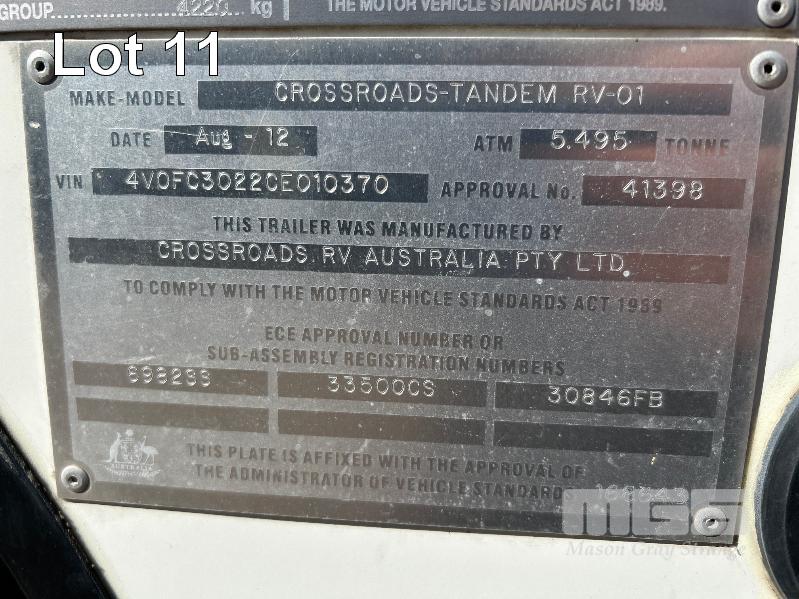 GROUP 4220 kg THE MOTOR VEHICLE STANDARDS ACT 1989.
Lot 11
MAKE-MODEL CROSSROADS-TANDEM RV-01
DATE Aug - 12 ATM 5.495 TONNE
VIN 4V0FC3022CE010370 APPROVAL No. 41398
THIS TRAILER WAS MANUFACTURED BY
CROSSROADS RV AUSTRALIA PTY LTD
TO COMPLY WITH THE MOTOR VEHICLE STANDARDS ACT 1989
ECE APPROVAL NUMBER OR
SUB-ASSEMBLY REGISTRATION NUMBERS
33500CS 30846FB
AUSTRALIA
THIS PLATE IS AFFIXED WITH THE APPROVAL OF
THE ADMINISTRATOR OF VEHICLE STANDARDS
MGS
Mason Gray Strange